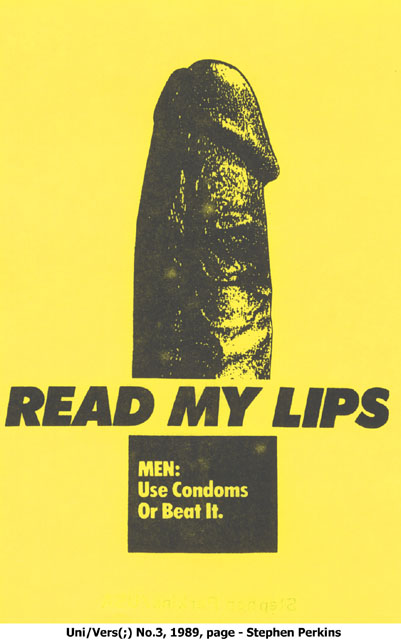 READ MY LIPS
MEN:
Use Condoms
Or Beat It.
Uni/Vers(;) No.3, 1989, page - Stephen Perkins